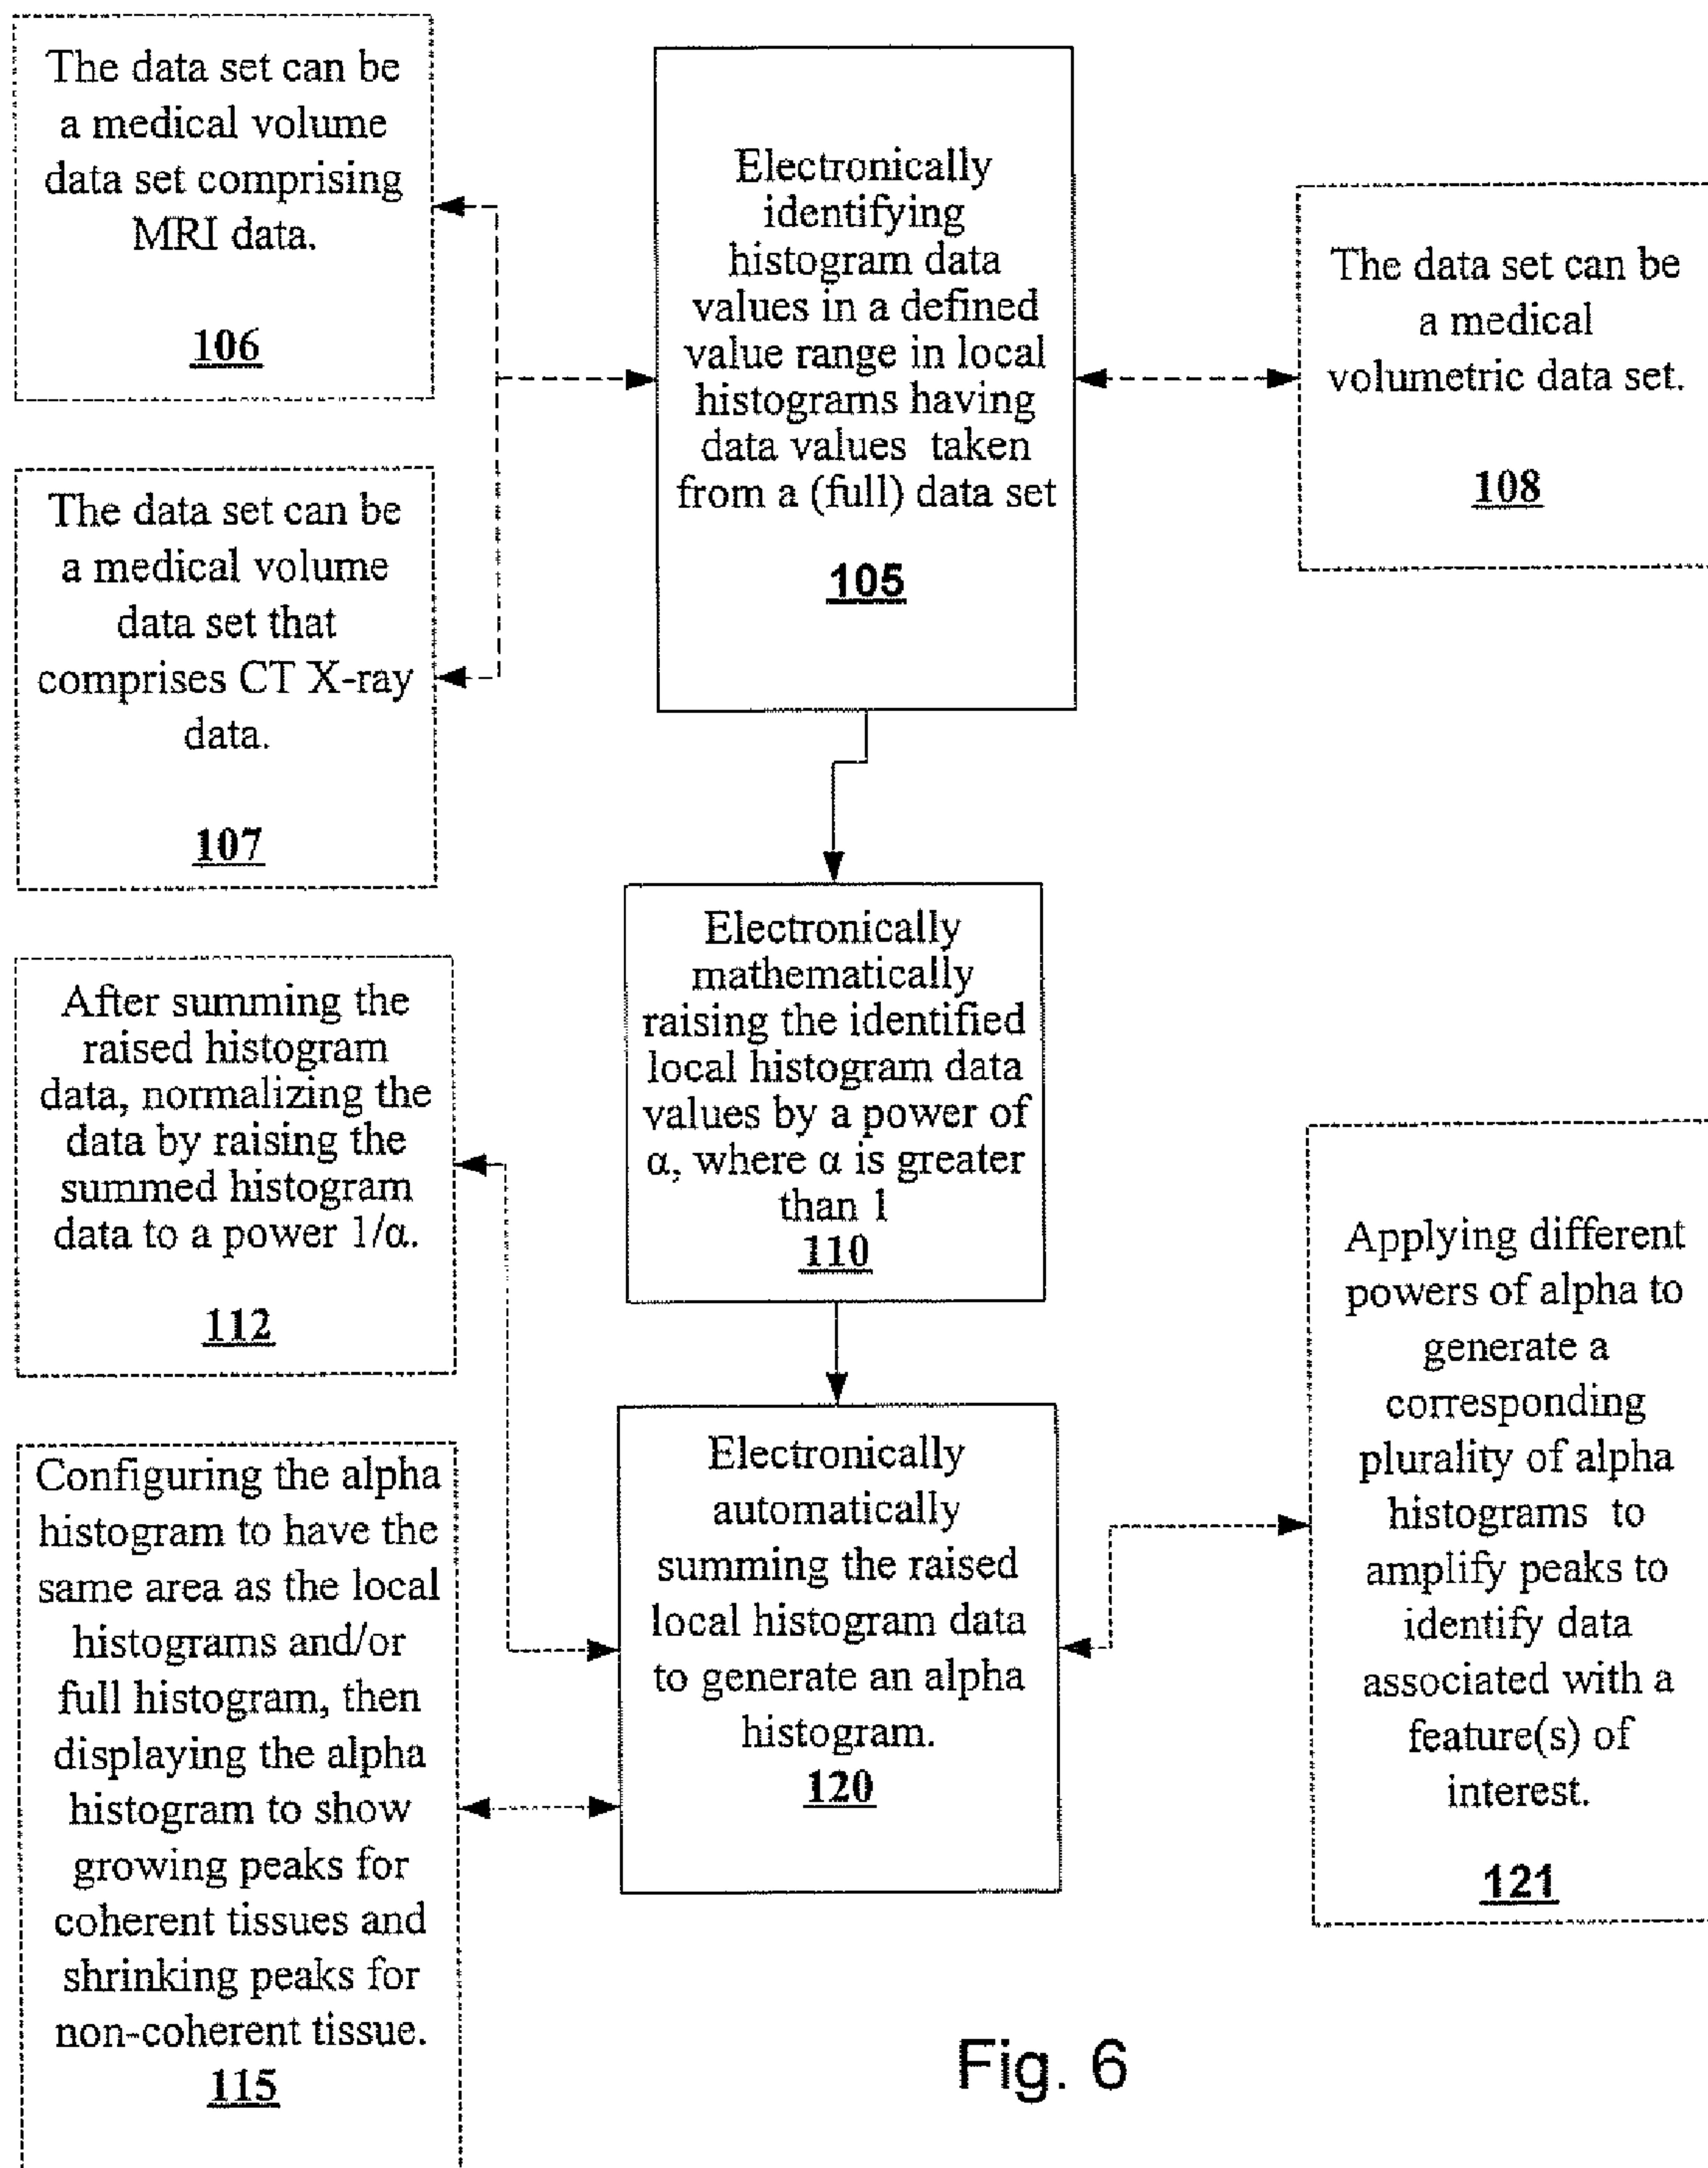 The data set can be
a medical volume
data set comprising
MRI data.
106
Electronically
identifying
histogram data
values in a defined
value range in local
histograms having
data values taken
from a (full) data set
105
The data set can be
a medical
volumetric data set.
108
The data set can be
a medical volume
data set that
comprises CT X-ray
data.
107
Electronically
mathematically
raising the identified
local histogram data
values by a power of
α, where α is greater
than 1
110
After summing the
raised histogram
data, normalizing the
data by raising the
summed histogram
data to a power 1/α.
112
Applying different
powers of alpha to
generate a
corresponding
plurality of alpha
histograms to
amplify peaks to
identify data
associated with a
feature(s) of
interest.
121
Electronically
automatically
summing the raised
local histogram data
to generate an alpha
histogram.
120
Configuring the alpha
histogram to have the
same area as the local
histograms and/or
full histogram, then
displaying the alpha
histogram to show
growing peaks for
coherent tissues and
shrinking peaks for
non-coherent tissue.
115
Fig. 6